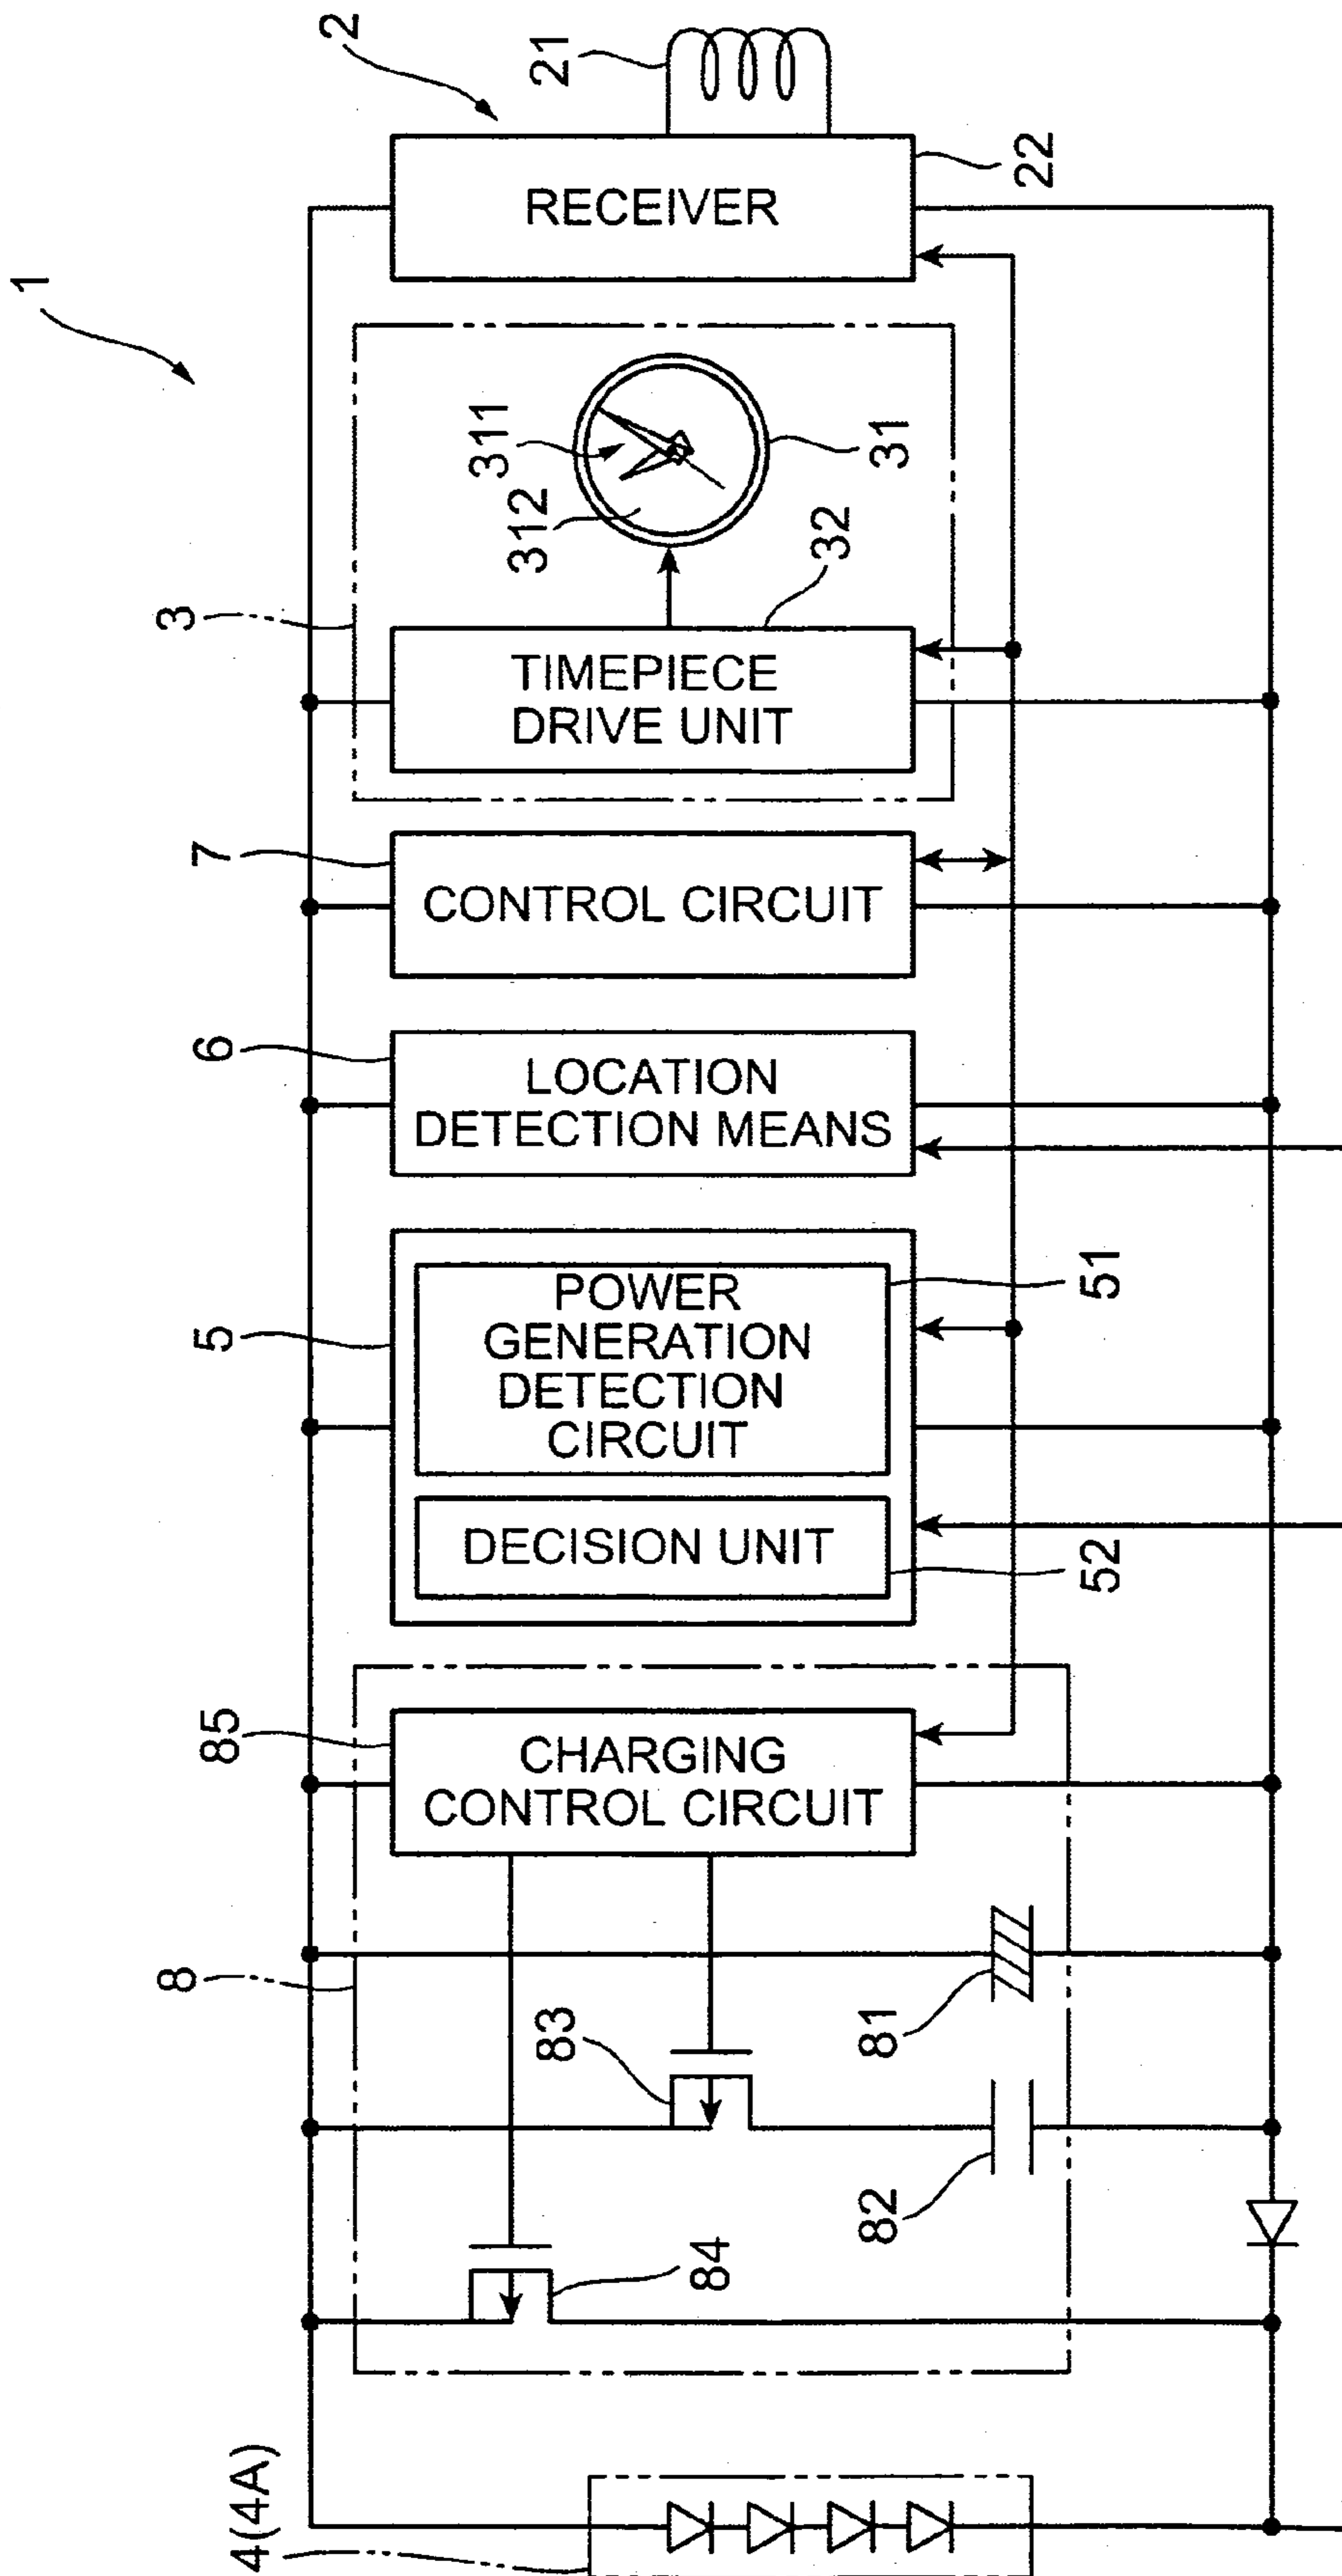 1
2
21
RECEIVER
22
3
311
312
31
32
TIMEPIECE
DRIVE UNIT
7
CONTROL CIRCUIT
6
LOCATION
DETECTION MEANS
5
POWER
GENERATION
DETECTION
CIRCUIT
51
DECISION UNIT
52
85
CHARGING
CONTROL CIRCUIT
8
83
81
82
84
4(4A)